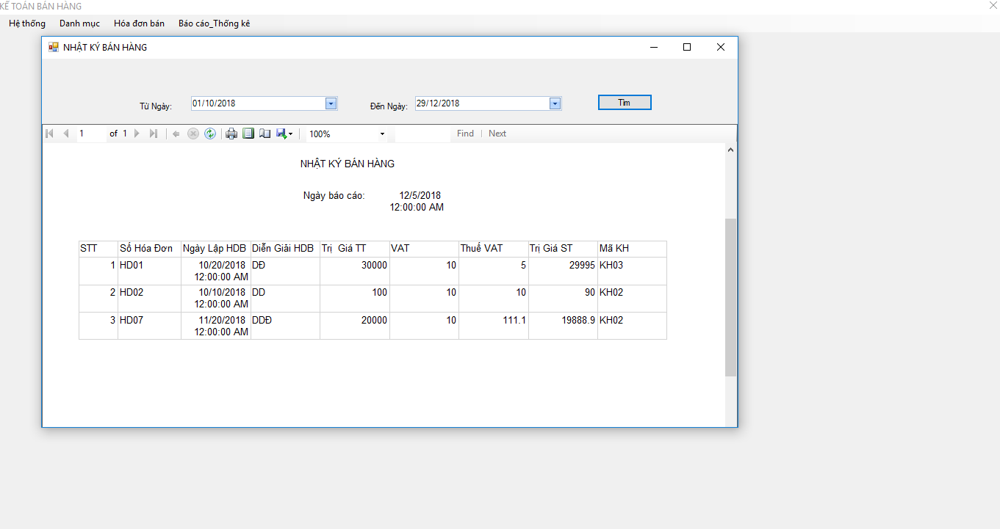 KẾ TOÁN BÁN HÀNG
Hệ thống Danh mục Hóa đơn bán Báo cáo_Thống kê
NHẬT KÝ BÁN HÀNG
Từ Ngày: 01/10/2018 Đến Ngày: 29/12/2018 Tìm
1 of 1 100% Find | Next
NHẬT KÝ BÁN HÀNG
Ngày báo cáo: 12/5/2018
12:00:00 AM
STT Số Hóa Đơn Ngày Lập HDB Diễn Giải HDB Trị Giá TT VAT Thuế VAT Trị Giá ST Mã KH
1 HD01 10/20/2018 DĐ 30000 10 5 29995 KH03
12:00:00 AM
2 HD02 10/10/2018 DD 100 10 10 90 KH02
12:00:00 AM
3 HD07 11/20/2018 DDĐ 20000 10 111.1 19888.9 KH02
12:00:00 AM